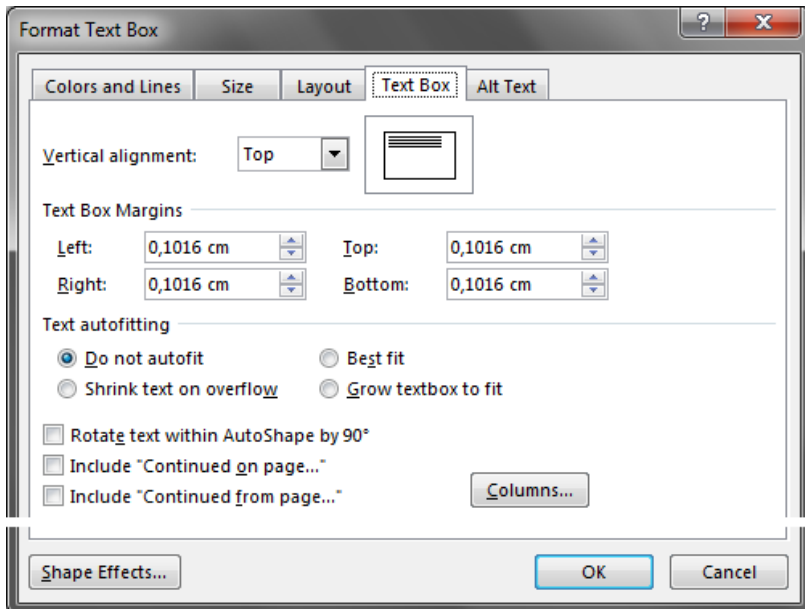 Format Text Box
Colors and Lines Size Layout Text Box Alt Text
Vertical alignment: Top
Text Box Margins
Left: 0,1016 cm Top: 0,1016 cm
Right: 0,1016 cm Bottom: 0,1016 cm
Text autofitting
Do not autofit Best fit
Shrink text on overflow Grow textbox to fit
Rotate text within AutoShape by 90°
Include "Continued on page..."
Include "Continued from page..." Columns...
Shape Effects... OK Cancel